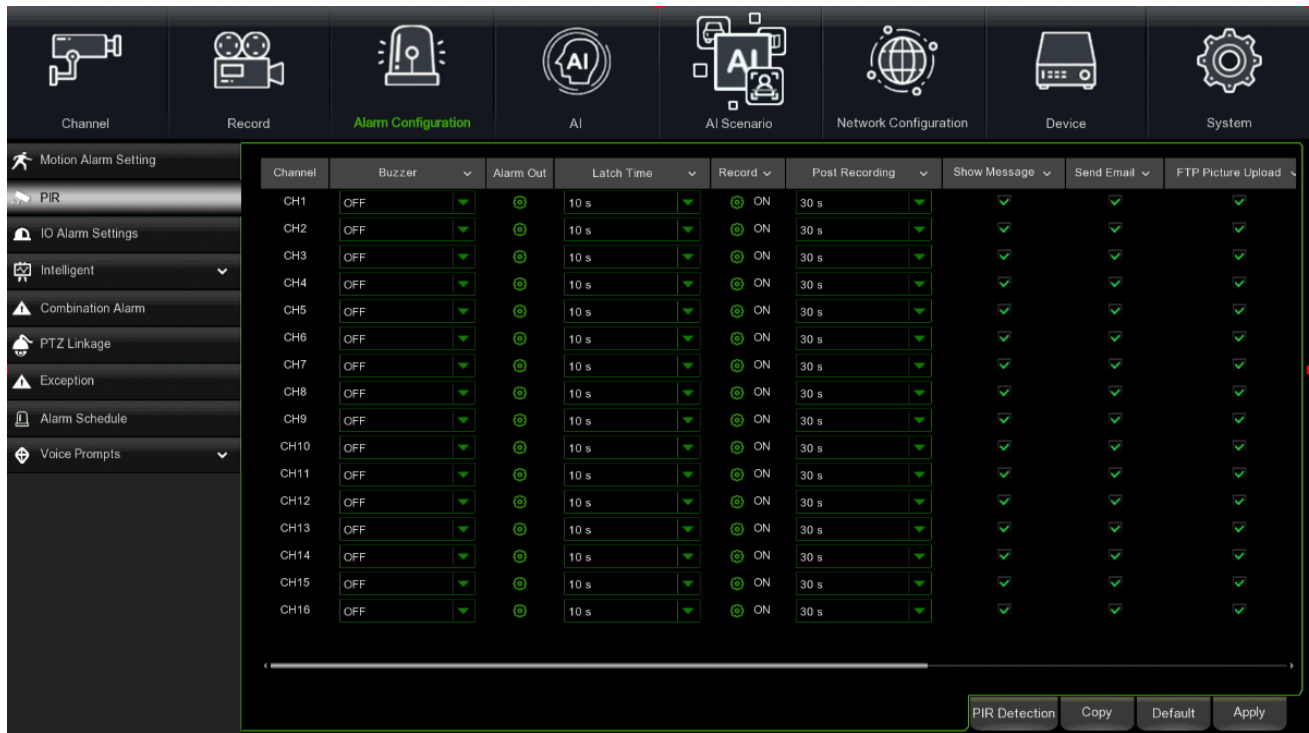 Channel Record Alarm Configuration AI AI Scenario Network Configuration Device System
Motion Alarm Setting
PIR
IO Alarm Settings
Intelligent
Combination Alarm
PTZ Linkage
Exception
Alarm Schedule
Voice Prompts
Channel Buzzer Alarm Out Latch Time Record Post Recording Show Message Send Email FTP Picture Upload
CH1 OFF 10 s ON 30 s
CH2 OFF 10 s ON 30 s
CH3 OFF 10 s ON 30 s
CH4 OFF 10 s ON 30 s
CH5 OFF 10 s ON 30 s
CH6 OFF 10 s ON 30 s
CH7 OFF 10 s ON 30 s
CH8 OFF 10 s ON 30 s
CH9 OFF 10 s ON 30 s
CH10 OFF 10 s ON 30 s
CH11 OFF 10 s ON 30 s
CH12 OFF 10 s ON 30 s
CH13 OFF 10 s ON 30 s
CH14 OFF 10 s ON 30 s
CH15 OFF 10 s ON 30 s
CH16 OFF 10 s ON 30 s
PIR Detection Copy Default Apply